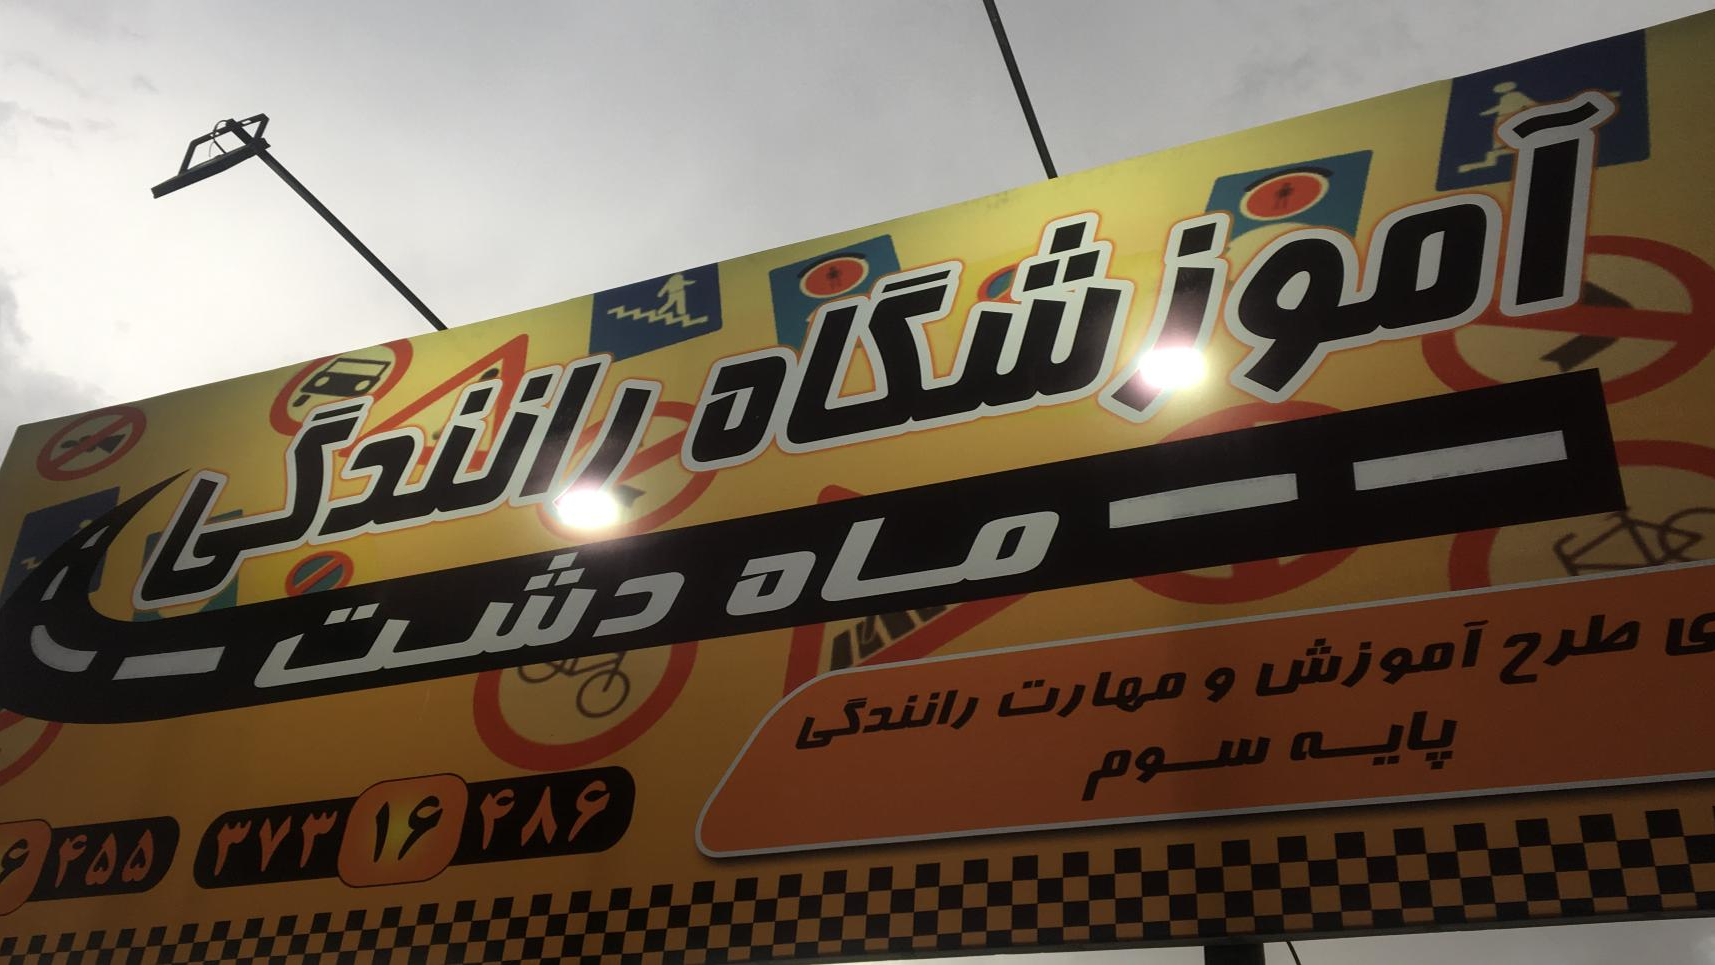 آموزشگاه رانندگی
ماه دشت
طرح آموزش و مهارت رانندگی
پایه سوم
۳۷۳۱۶۴۸۶
۴۵۵